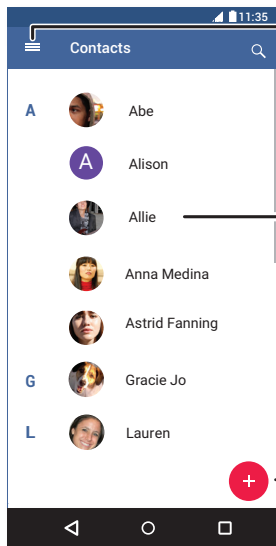 11:35
Contacts
A
Abe
A
Alison
Allie
Anna Medina
Astrid Fanning
G
Gracie Jo
L
Lauren